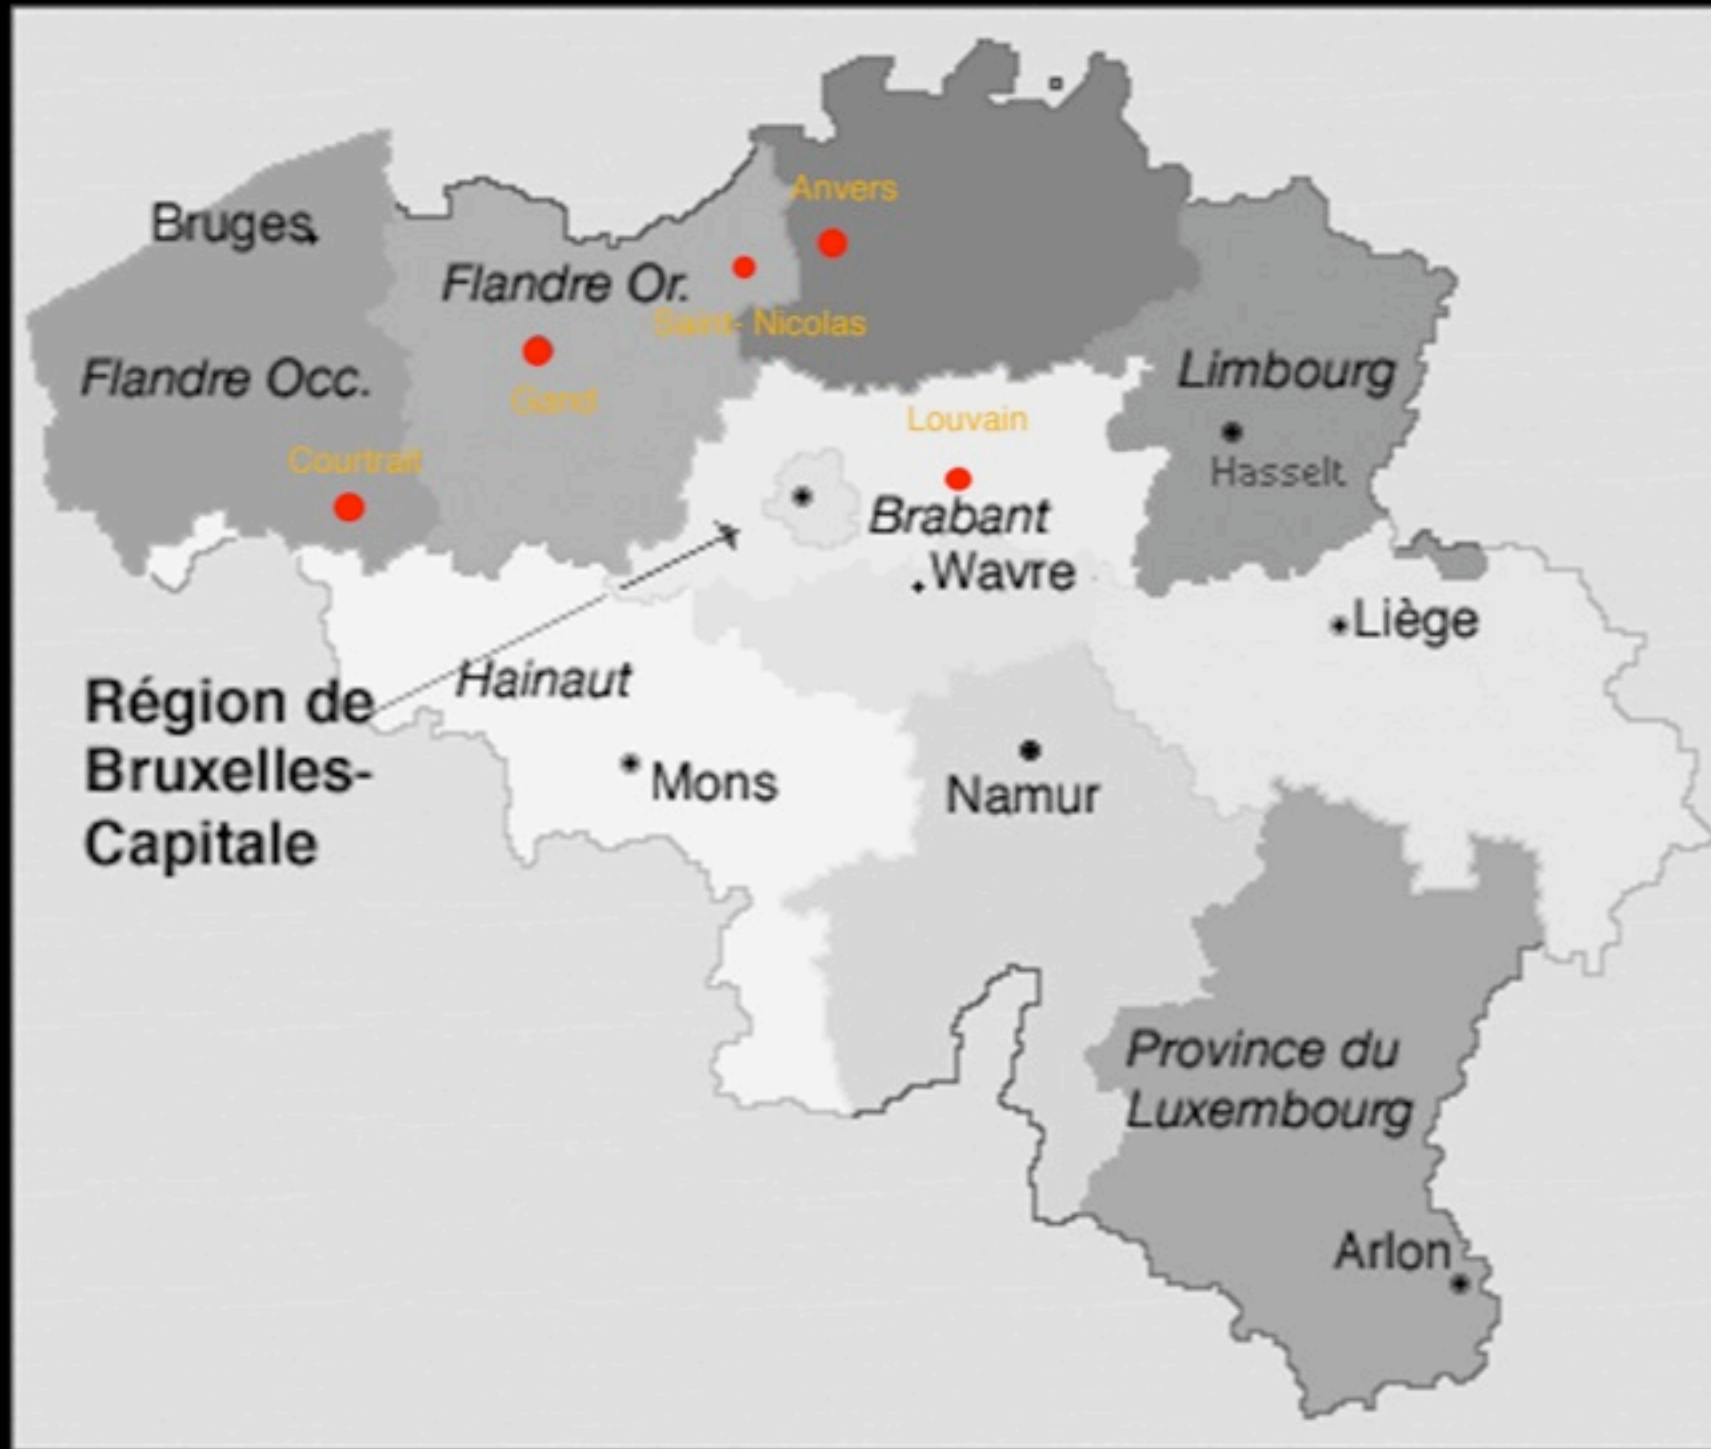 Anvers
Bruges
Flandre Or.
Saint- Nicolas
Flandre Occ.
Gand
Limbourg
Louvain
Courtrait
Hasselt
Brabant
Wavre
Liège
Hainaut
Région de
Bruxelles-
Capitale
Mons
Namur
Province du
Luxembourg
Arlon